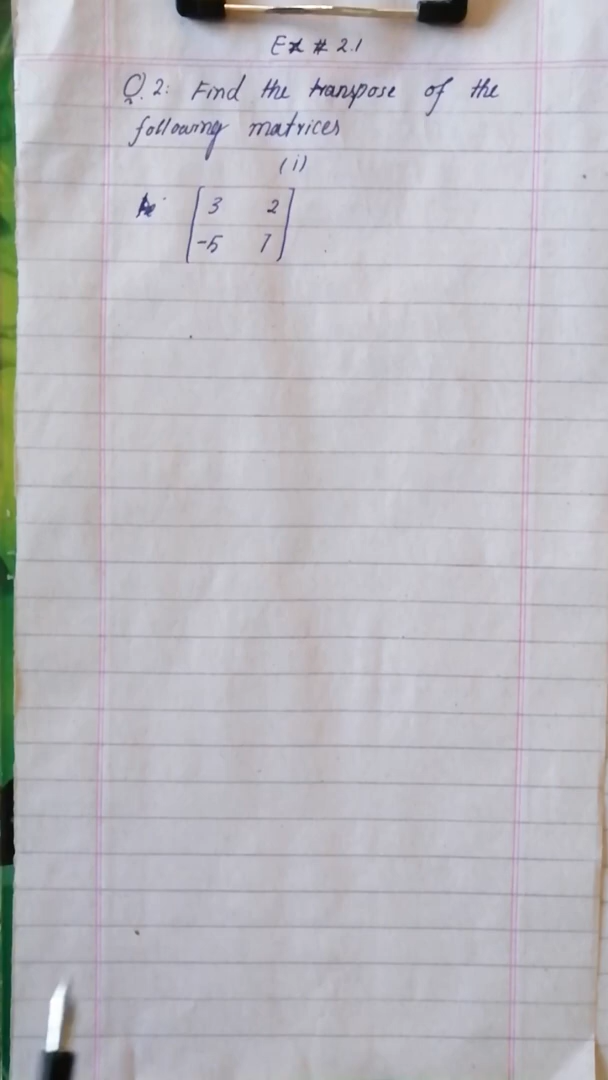 Ex # 2.1
Q.2: Find the transpose of the
following matrices
(i)
[3 2
-5 7]